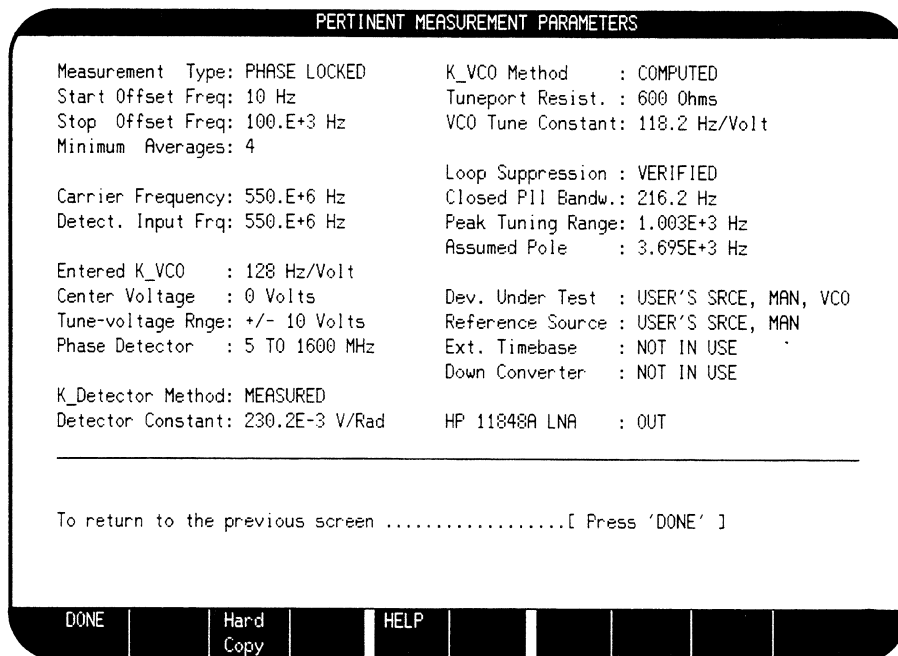 PERTINENT MEASUREMENT PARAMETERS
Measurement Type: PHASE LOCKED
Start Offset Freq: 10 Hz
Stop Offset Freq: 100.E+3 Hz
Minimum Averages: 4
Carrier Frequency: 550.E+6 Hz
Detect. Input Frq: 550.E+6 Hz
Entered K_VCO : 128 Hz/Volt
Center Voltage : 0 Volts
Tune-voltage Rnge: +/- 10 Volts
Phase Detector : 5 TO 1600 MHz
K_Detector Method: MEASURED
Detector Constant: 230.2E-3 V/Rad
K_VCO Method : COMPUTED
Tuneport Resist. : 600 Ohms
VCO Tune Constant: 118.2 Hz/Volt
Loop Suppression : VERIFIED
Closed Pll Bandw.: 216.2 Hz
Peak Tuning Range: 1.003E+3 Hz
Assumed Pole : 3.695E+3 Hz
Dev. Under Test : USER'S SRCE, MAN, VCO
Reference Source : USER'S SRCE, MAN
Ext. Timebase : NOT IN USE
Down Converter : NOT IN USE
HP 11848A LNA : OUT
To return to the previous screen ..................[ Press 'DONE' ]
DONE
Hard
Copy
HELP